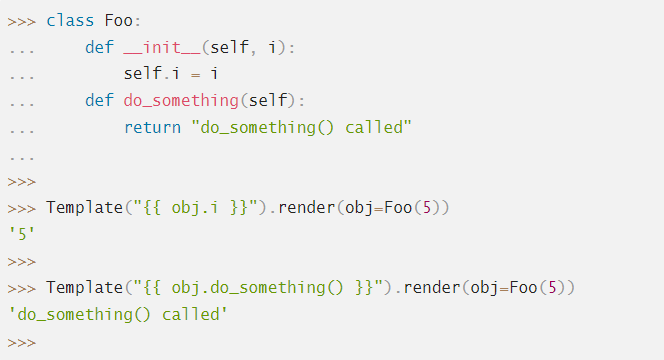 >>> class Foo:
...     def __init__(self, i):
...         self.i = i
...     def do_something(self):
...         return "do_something() called"
...
>>>
>>> Template("{{ obj.i }}").render(obj=Foo(5))
'5'
>>>
>>> Template("{{ obj.do_something() }}").render(obj=Foo(5))
'do_something() called'
>>>